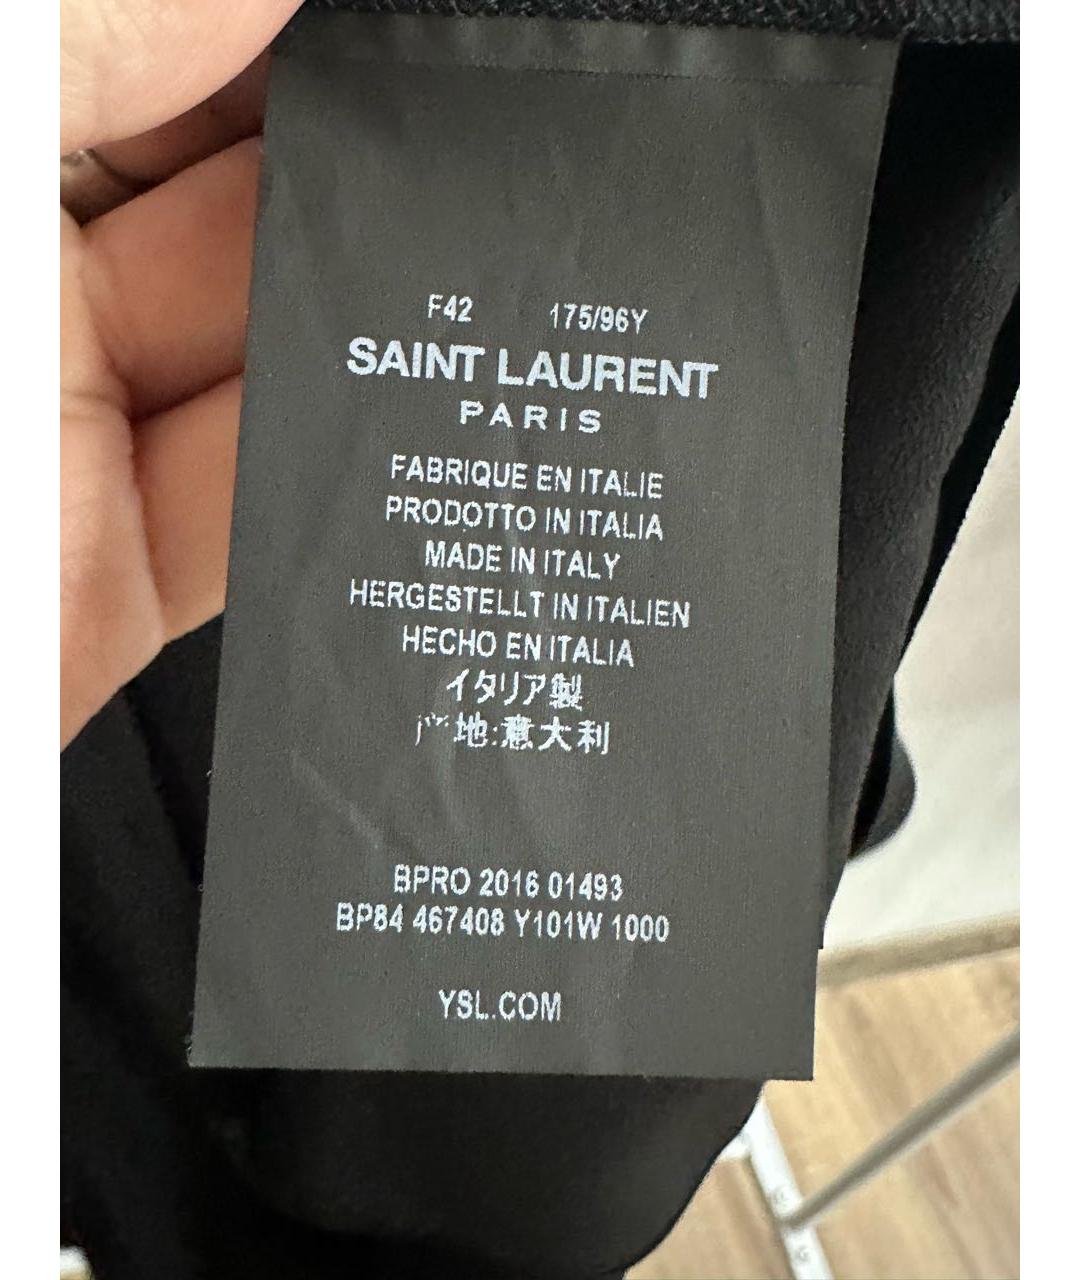 F42 175/96Y
SAINT LAURENT
PARIS
FABRIQUE EN ITALIE
PRODOTTO IN ITALIA
MADE IN ITALY
HERGESTELLT IN ITALIEN
HECHO EN ITALIA
イタリア製
产地:意大利
BPRO 2016 01493
BP84 467408 Y101W 1000
YSL.COM